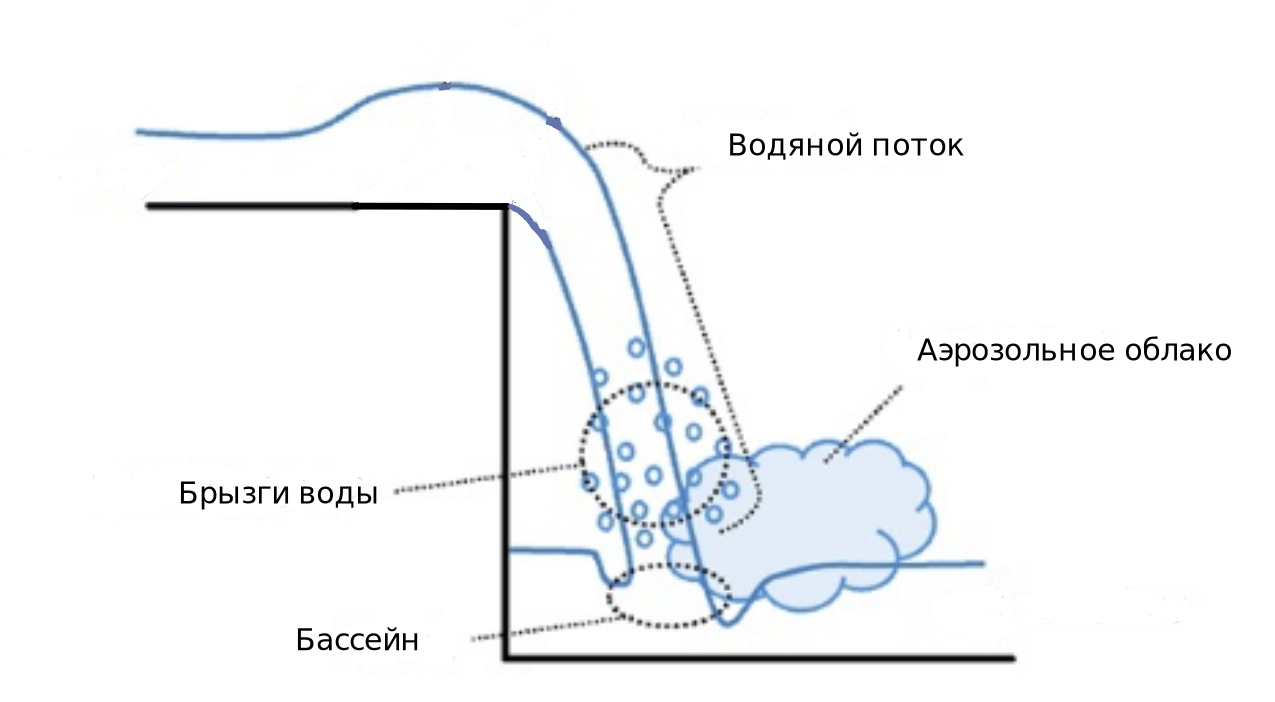 Водяной поток
Аэрозольное облако
Брызги воды
Бассейн